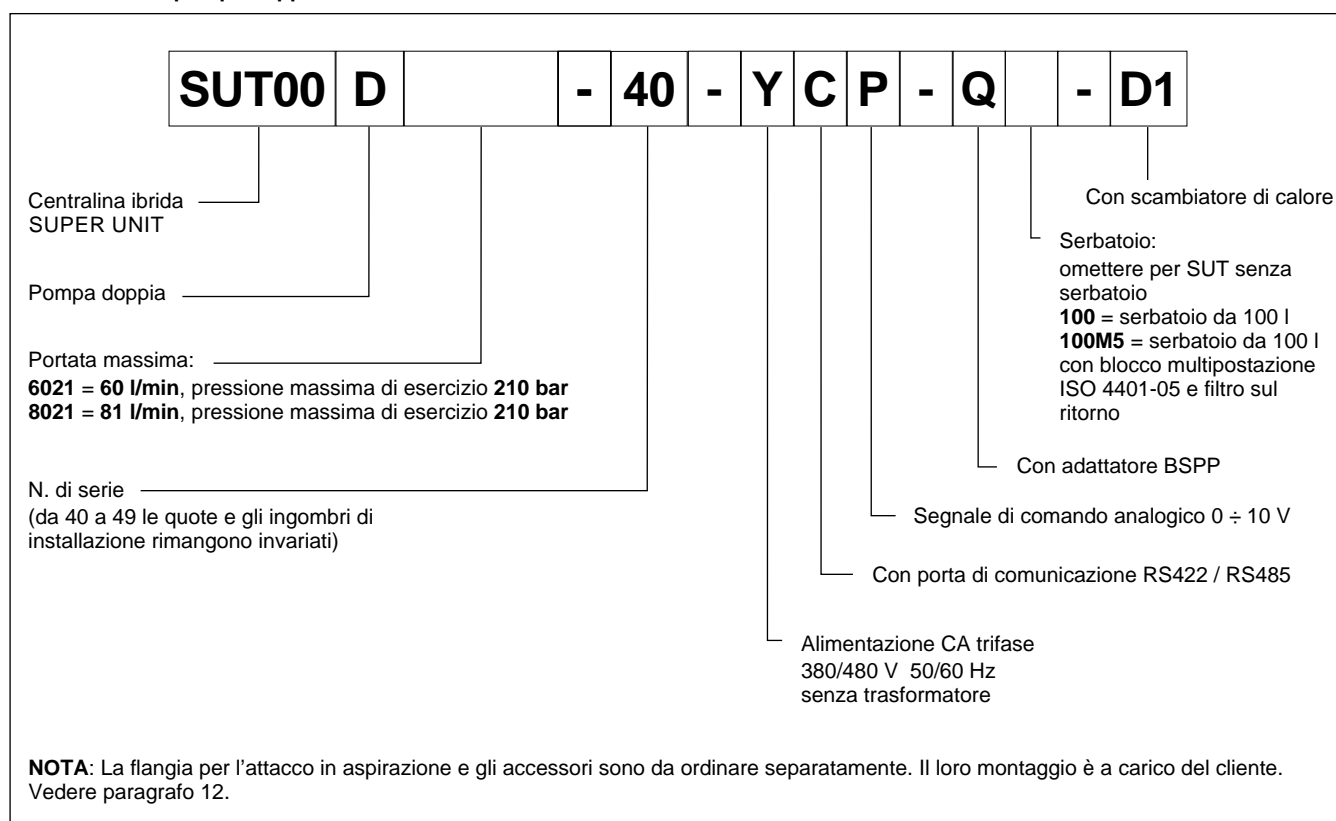 SUT00 D - 40 - Y C P - Q - D1
Centralina ibrida
SUPER UNIT
Pompa doppia
Portata massima:
6021 = 60 l/min, pressione massima di esercizio 210 bar
8021 = 81 l/min, pressione massima di esercizio 210 bar
N. di serie
(da 40 a 49 le quote e gli ingombri di
installazione rimangono invariati)
Con scambiatore di calore
Serbatoio:
omettere per SUT senza
serbatoio
100 = serbatoio da 100 l
100M5 = serbatoio da 100 l
con blocco multipostazione
ISO 4401-05 e filtro sul
ritorno
Con adattatore BSPP
Segnale di comando analogico 0 ÷ 10 V
Con porta di comunicazione RS422 / RS485
Alimentazione CA trifase
380/480 V 50/60 Hz
senza trasformatore
NOTA: La flangia per l'attacco in aspirazione e gli accessori sono da ordinare separatamente. Il loro montaggio è a carico del cliente.
Vedere paragrafo 12.